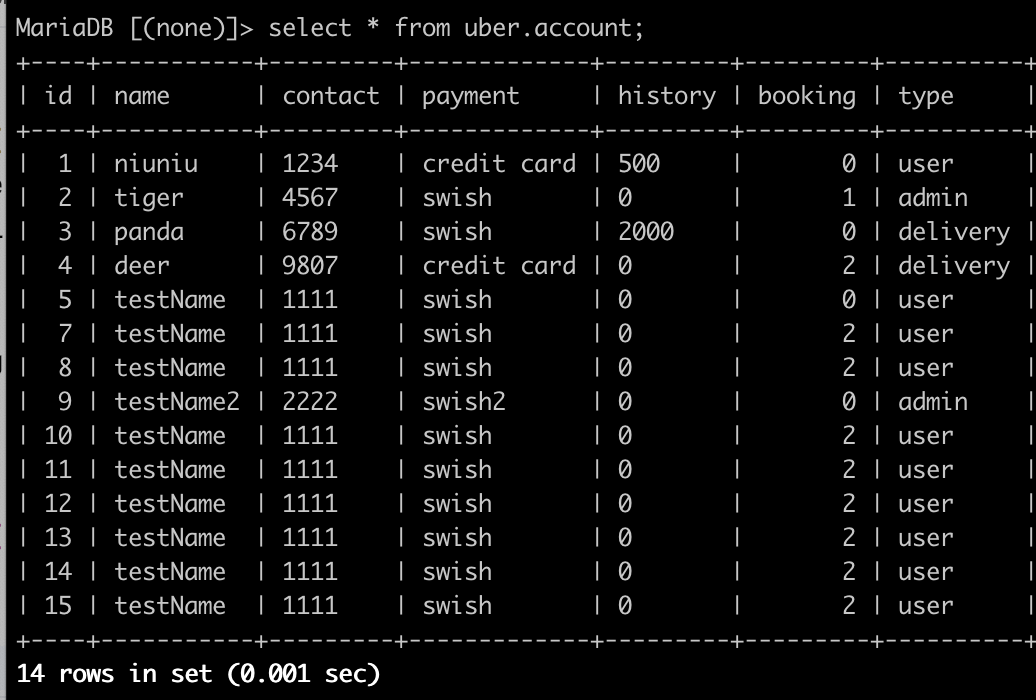 MariaDB [(none)]> select * from uber.account;
+----+-----------+---------+-------------+---------+---------+----------+
| id | name      | contact | payment     | history | booking | type     |
+----+-----------+---------+-------------+---------+---------+----------+
|  1 | niuniu    | 1234    | credit card | 500     |       0 | user     |
|  2 | tiger     | 4567    | swish       | 0       |       1 | admin    |
|  3 | panda     | 6789    | swish       | 2000    |       0 | delivery |
|  4 | deer      | 9807    | credit card | 0       |       2 | delivery |
|  5 | testName  | 1111    | swish       | 0       |       0 | user     |
|  7 | testName  | 1111    | swish       | 0       |       2 | user     |
|  8 | testName  | 1111    | swish       | 0       |       2 | user     |
|  9 | testName2 | 2222    | swish2      | 0       |       0 | admin    |
| 10 | testName  | 1111    | swish       | 0       |       2 | user     |
| 11 | testName  | 1111    | swish       | 0       |       2 | user     |
| 12 | testName  | 1111    | swish       | 0       |       2 | user     |
| 13 | testName  | 1111    | swish       | 0       |       2 | user     |
| 14 | testName  | 1111    | swish       | 0       |       2 | user     |
| 15 | testName  | 1111    | swish       | 0       |       2 | user     |
+----+-----------+---------+-------------+---------+---------+----------+
14 rows in set (0.001 sec)